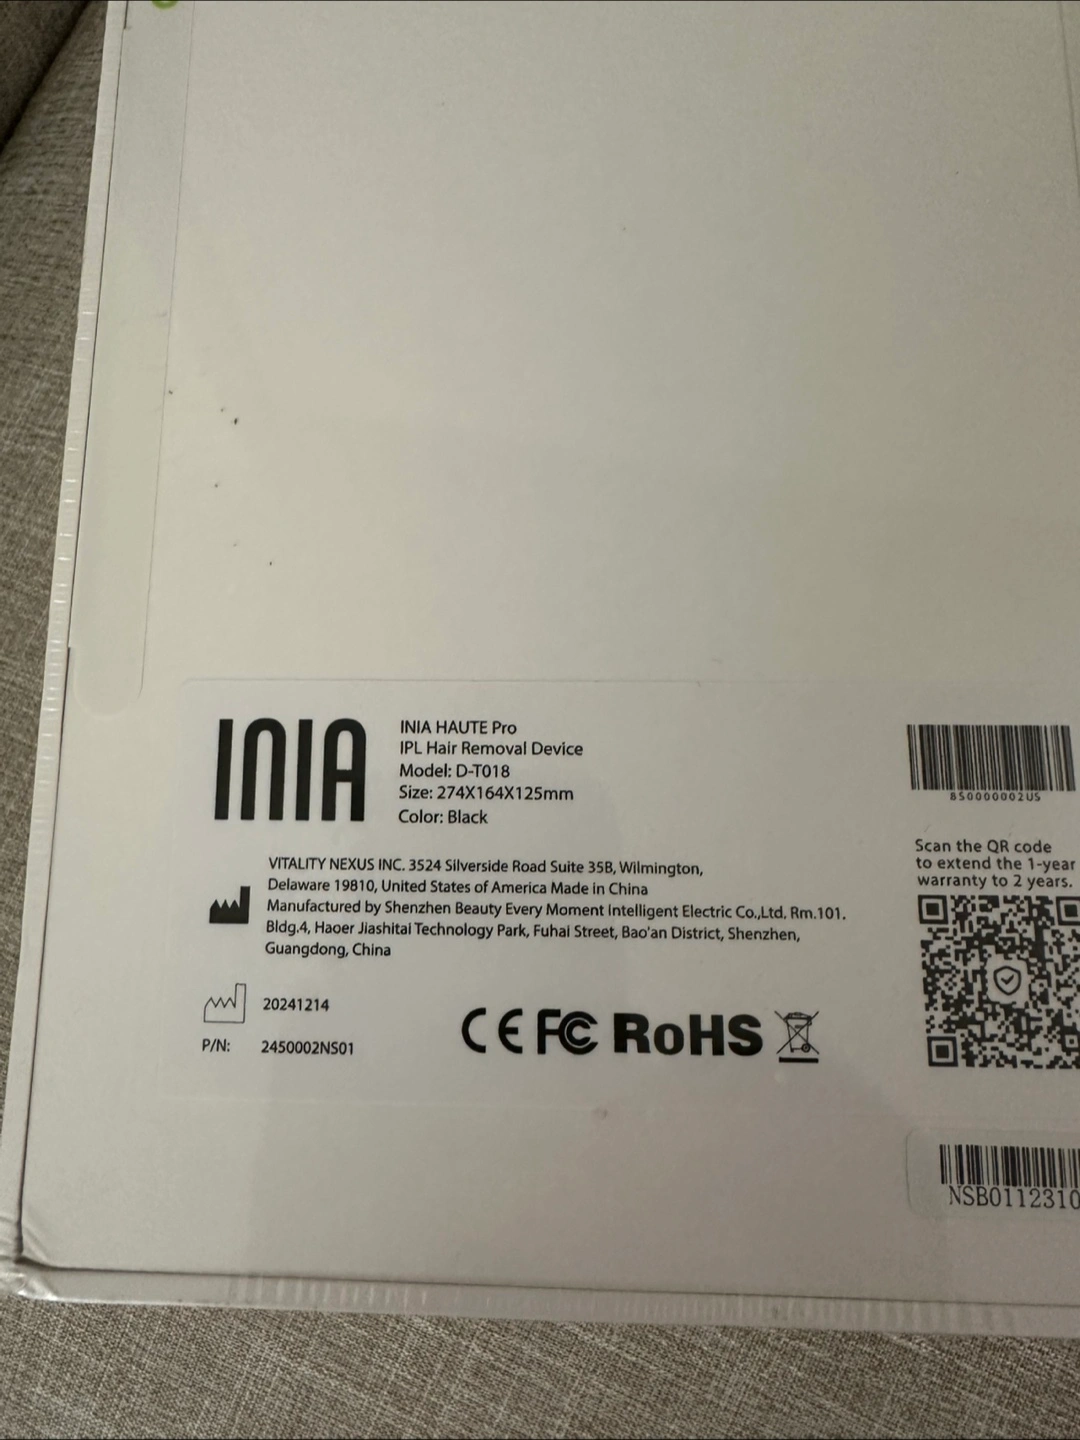 INIA
INIA HAUTE Pro
IPL Hair Removal Device
Model: D-T018
Size: 274X164X125mm
Color: Black
VITALITY NEXUS INC. 3524 Silverside Road Suite 35B, Wilmington,
Delaware 19810, United States of America Made in China
Manufactured by Shenzhen Beauty Every Moment Intelligent Electric Co.,Ltd. Rm.101.
Bldg.4, Haoer Jiashitai Technology Park, Fuhai Street, Bao'an District, Shenzhen,
Guangdong, China
20241214
P/N: 2450002NS01
CE FC RoHS
850000002US
Scan the QR code
to extend the 1-year
warranty to 2 years.
NSB0112310